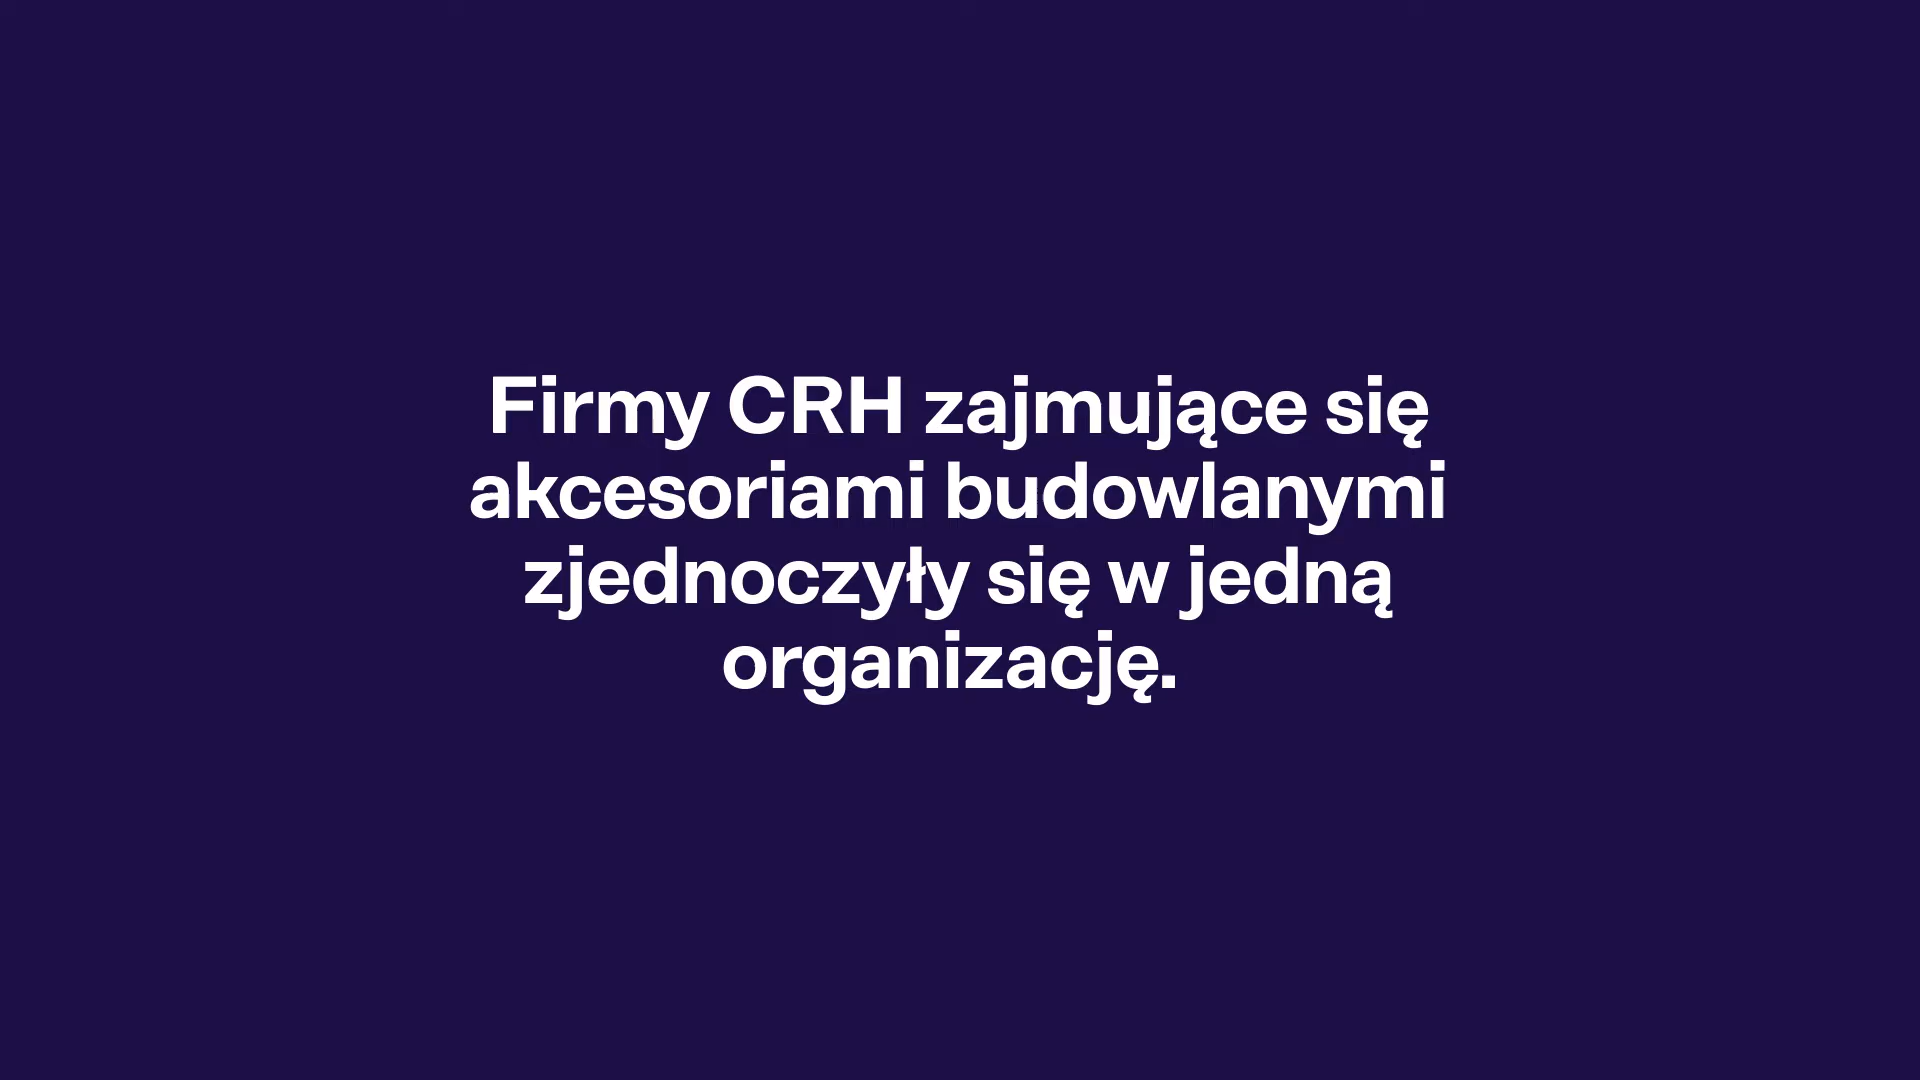 Firmy CRH zajmujące się
akcesoriami budowlanymi
zjednoczyły się w jedną
organizację.